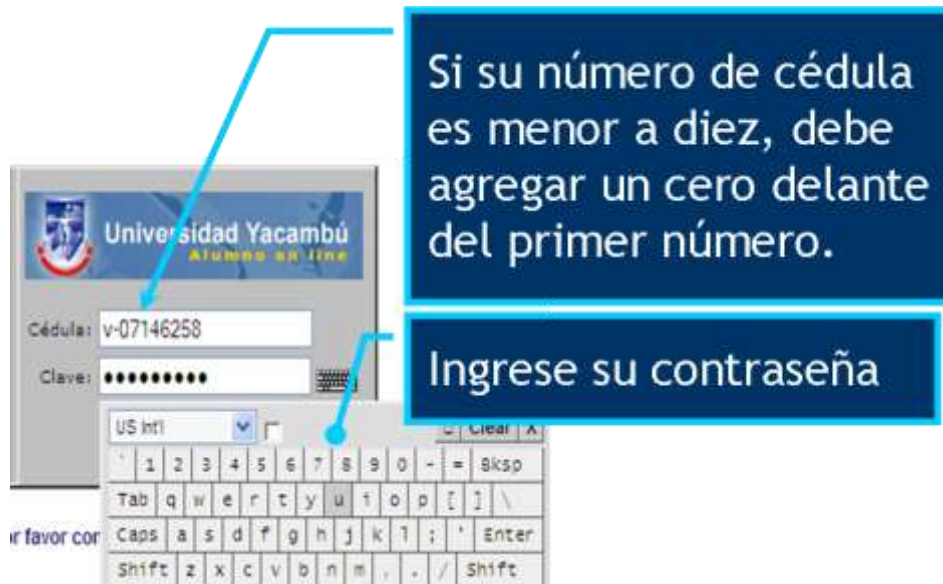 Si su número de cédula
es menor a diez, debe
agregar un cero delante
del primer número.
Universidad Yacambú
Alumno on line
Cédula: v-07146258
Clave: •••••••••
Ingrese su contraseña
US Int'l
Clear X
` 1 2 3 4 5 6 7 8 9 0 - = Bksp
Tab q w e r t y u i o p [ ] \
Caps a s d f g h j k l ; ' Enter
r favor cor
Shift z x c v b n m , . / Shift